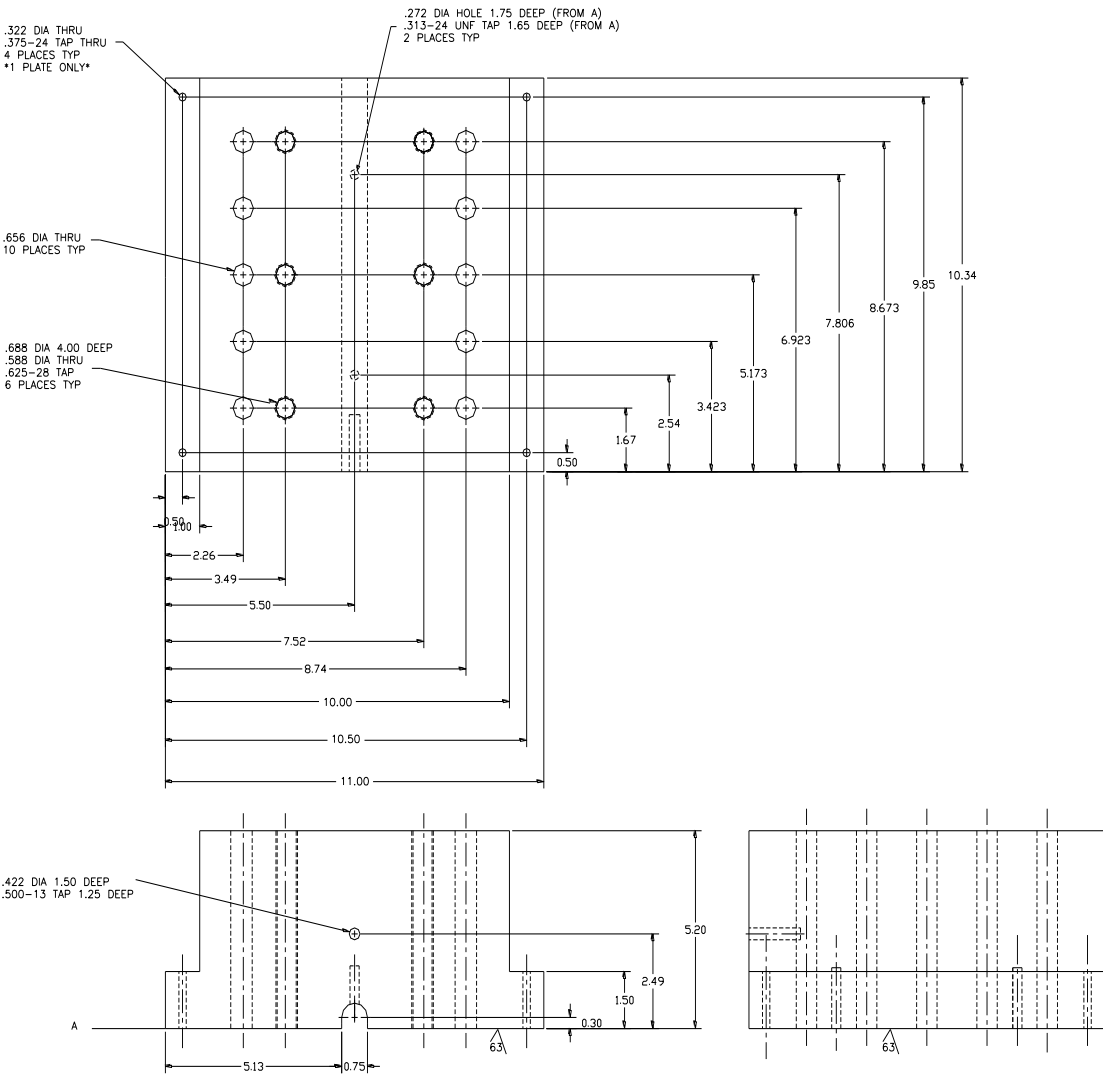 .272 DIA HOLE 1.75 DEEP (FROM A)
.313-24 UNF TAP 1.65 DEEP (FROM A)
2 PLACES TYP
.322 DIA THRU
.375-24 TAP THRU
4 PLACES TYP
*1 PLATE ONLY*
.656 DIA THRU
10 PLACES TYP
.688 DIA 4.00 DEEP
.588 DIA THRU
.625-28 TAP
6 PLACES TYP
10.34
9.85
8.673
7.806
6.923
5.173
3.423
2.54
1.67
0.50
0.50
1.00
2.26
3.49
5.50
7.52
8.74
10.00
10.50
11.00
.422 DIA 1.50 DEEP
.500-13 TAP 1.25 DEEP
5.20
2.49
1.50
0.30
A
63
63
5.13
0.75